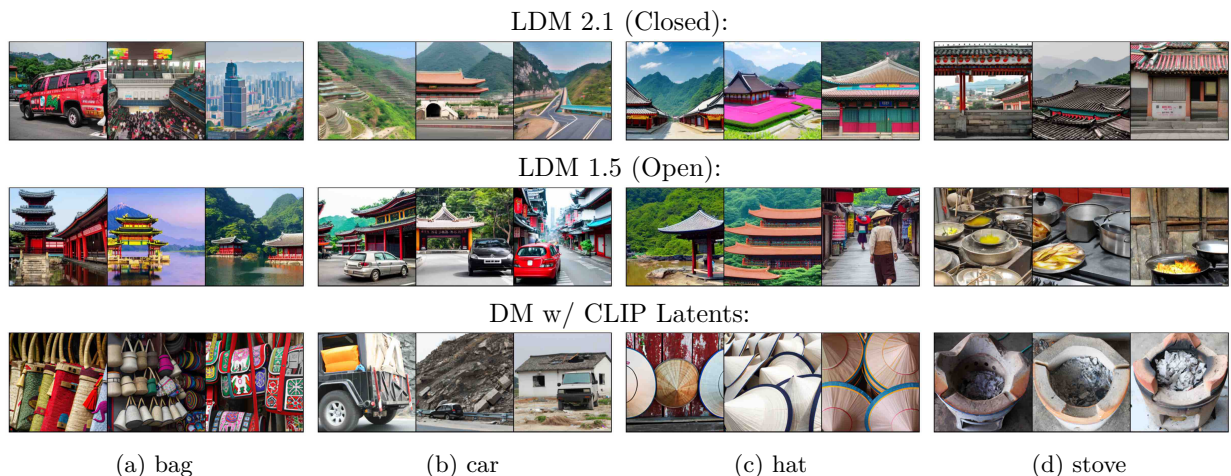 LDM 2.1 (Closed):
LDM 1.5 (Open):
DM w/ CLIP Latents:
(a) bag
(b) car
(c) hat
(d) stove